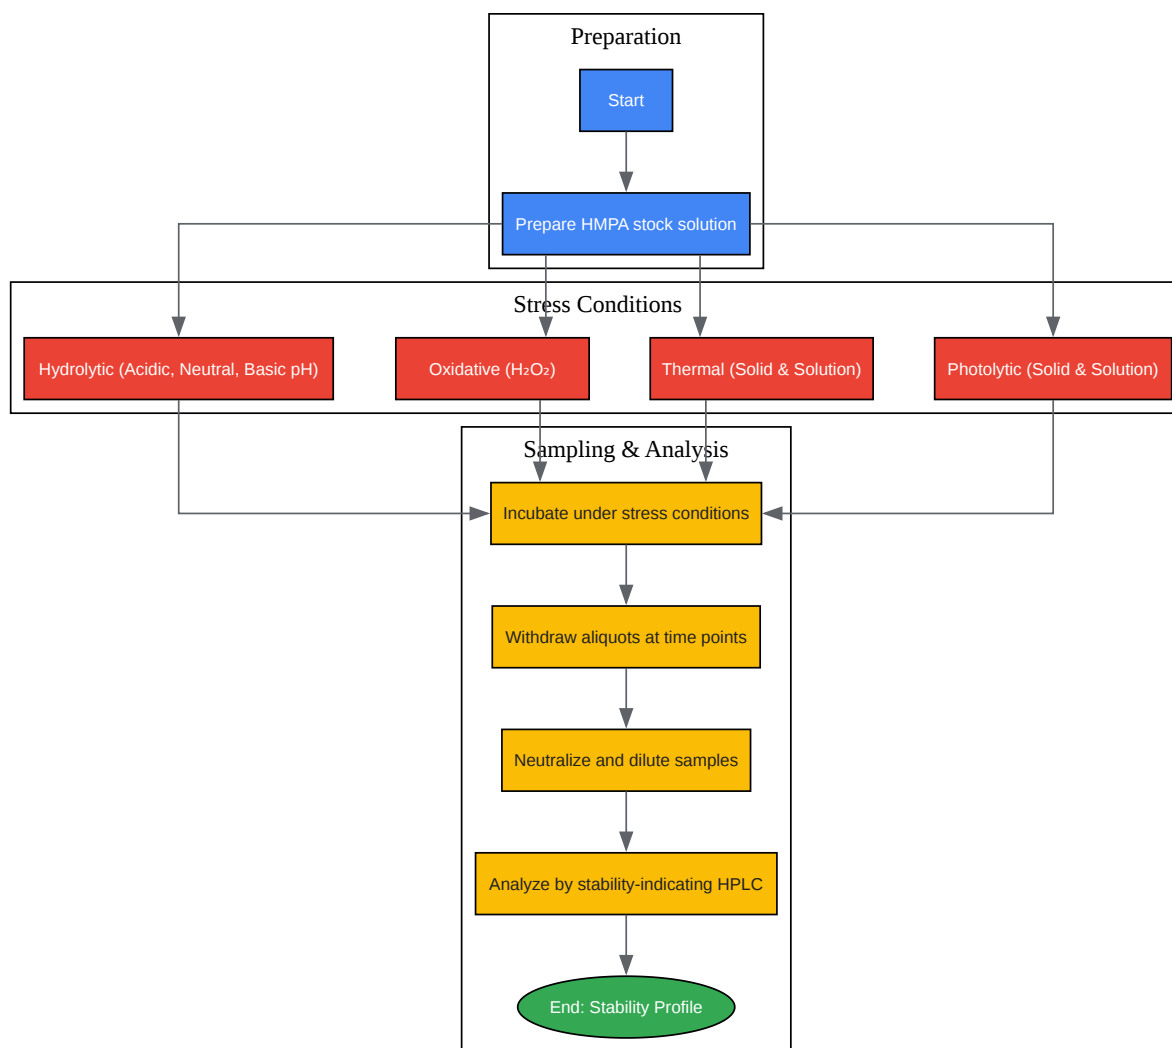 Preparation
Start
Prepare HMPA stock solution
Stress Conditions
Hydrolytic (Acidic, Neutral, Basic pH)
Oxidative (H₂O₂)
Thermal (Solid & Solution)
Photolytic (Solid & Solution)
Sampling & Analysis
Incubate under stress conditions
Withdraw aliquots at time points
Neutralize and dilute samples
Analyze by stability-indicating HPLC
End: Stability Profile